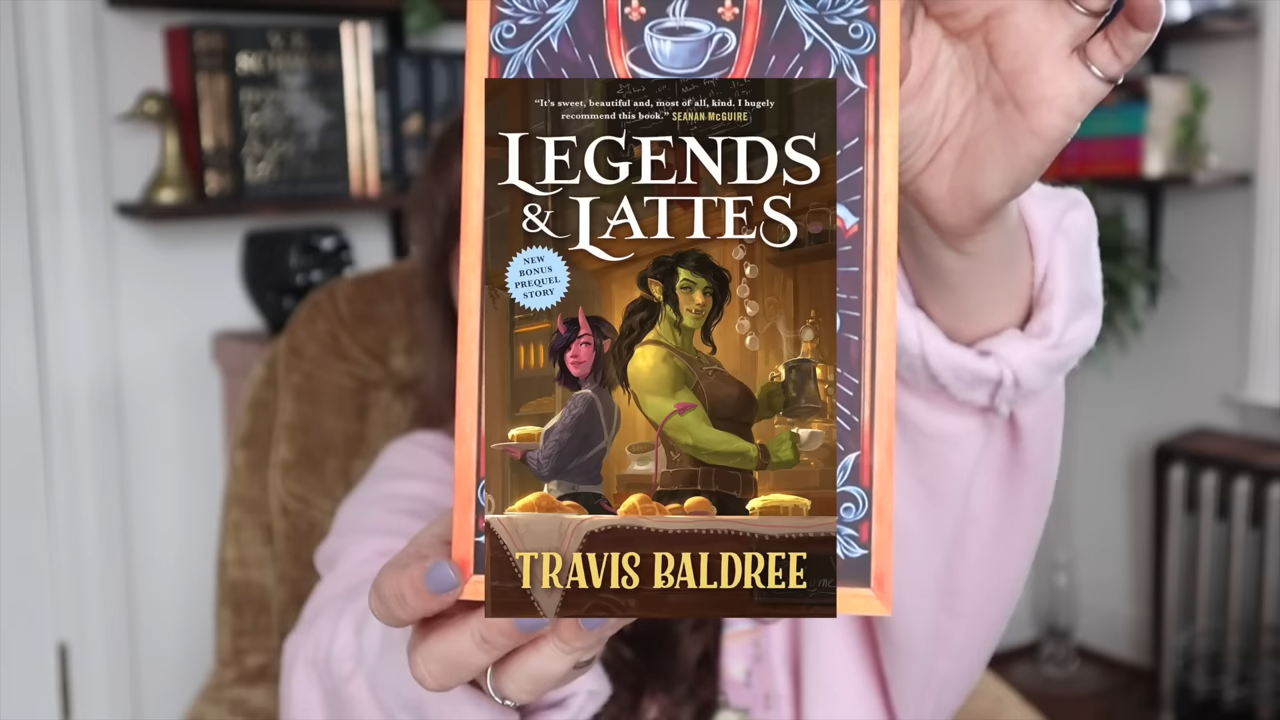 "It's sweet, beautiful and, most of all, kind. I hugely
recommend this book." SEANAN McGUIRE
LEGENDS
& LATTES
NEW
BONUS
PREQUEL
STORY
TRAVIS BALDREE